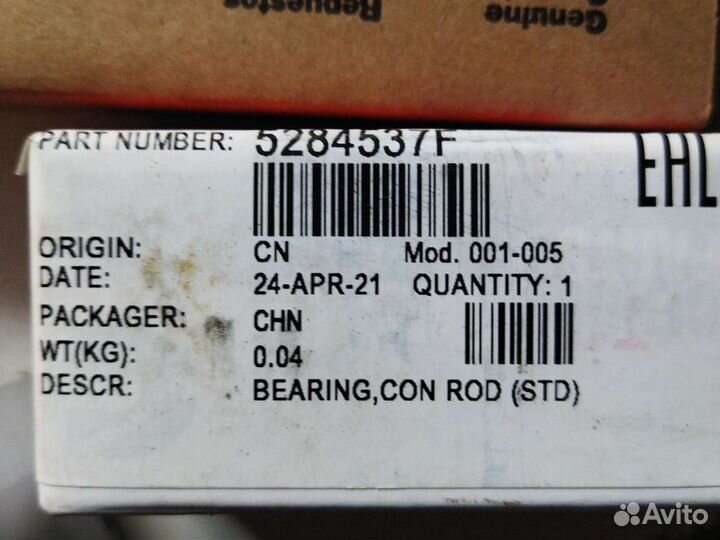 Repuestos
Genuine
PART NUMBER: 5284537F
EAC
ORIGIN: CN Mod. 001-005
DATE: 24-APR-21 QUANTITY: 1
PACKAGER: CHN
WT(KG): 0.04
DESCR: BEARING,CON ROD (STD)
Avito